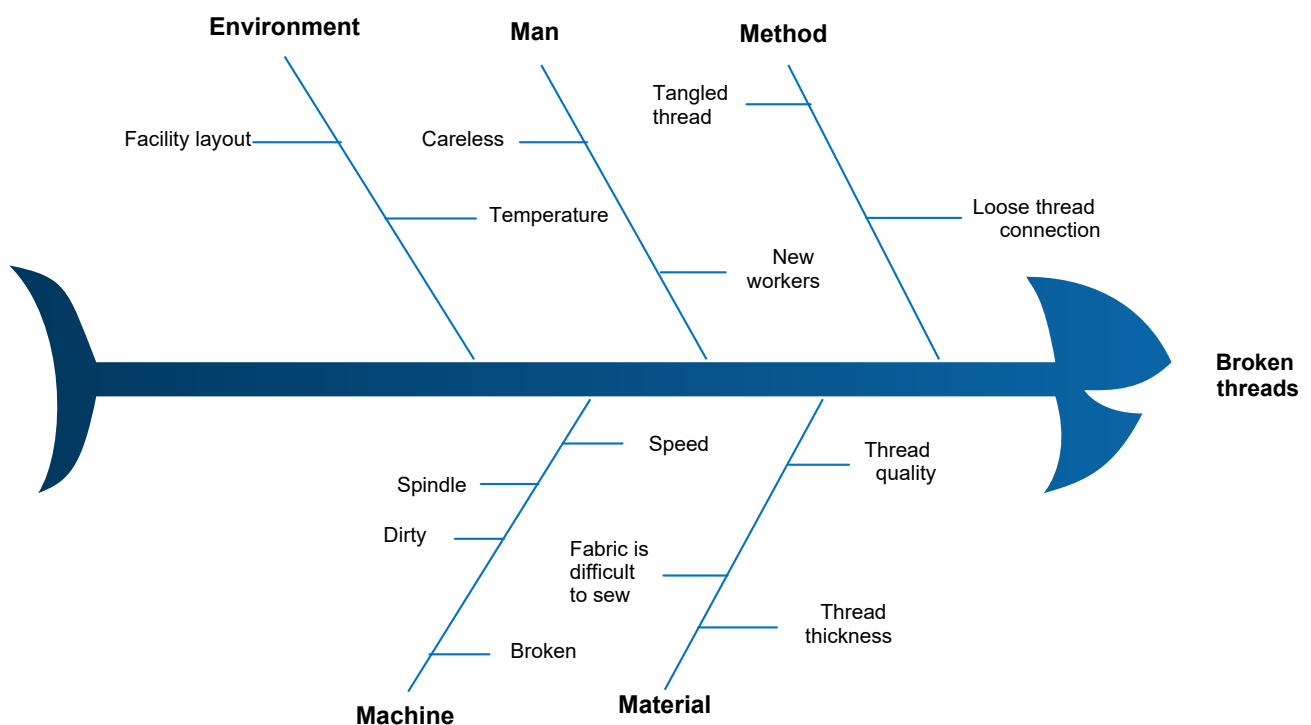 Environment
Man
Method
Tangled
thread
Facility layout
Careless
Temperature
Loose thread
connection
New
workers
Broken
threads
Speed
Thread
quality
Spindle
Dirty
Fabric is
difficult
to sew
Thread
thickness
Broken
Material
Machine